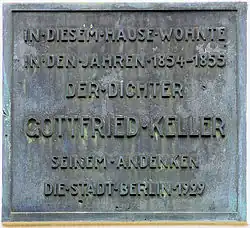 IN·DIESEM·HAUSE·WOHNTE
IN·DEN·JAHREN·1854-1855
DER·DICHTER
GOTTFRIED·KELLER
SEINEM·ANDENKEN
DIE·STADT·BERLIN·1929